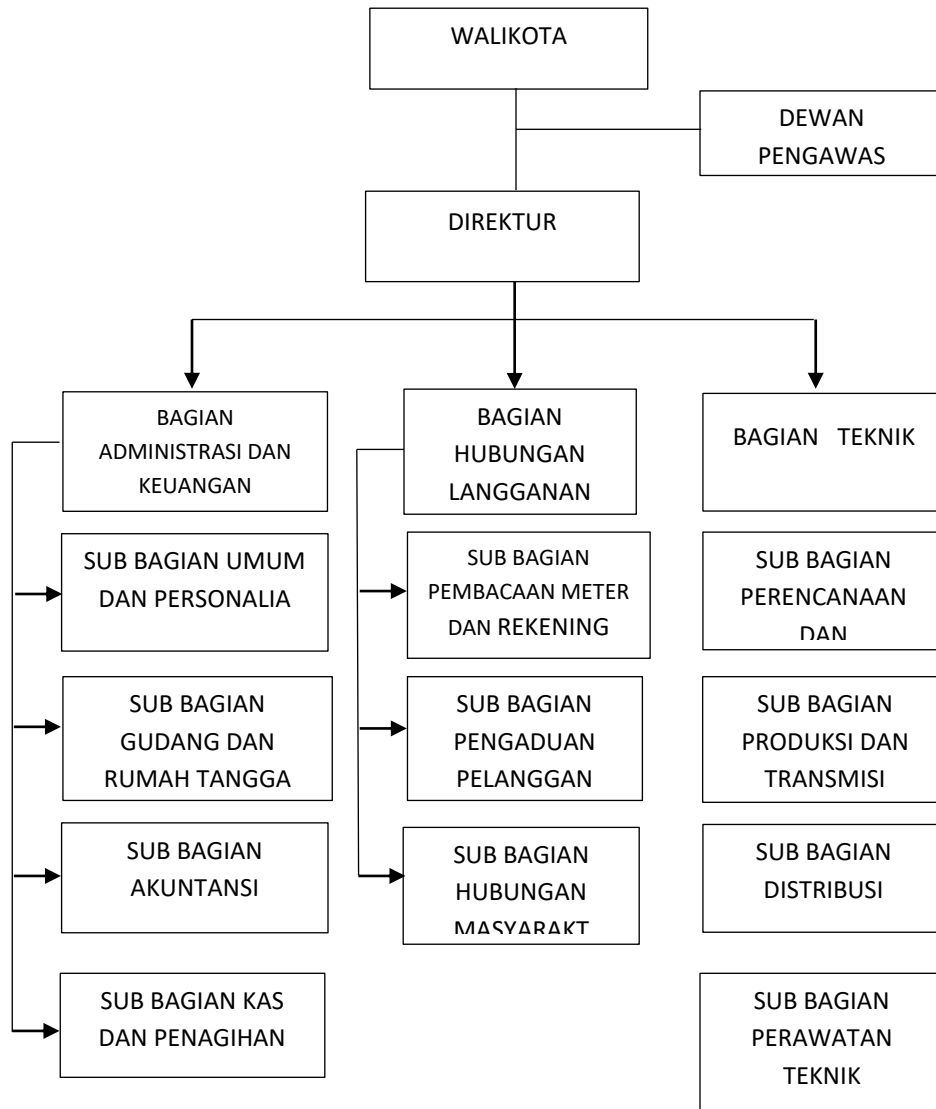 WALIKOTA
DEWAN
PENGAWAS
DIREKTUR
BAGIAN
ADMINISTRASI DAN
KEUANGAN
BAGIAN
HUBUNGAN
LANGGANAN
BAGIAN TEKNIK
SUB BAGIAN UMUM
DAN PERSONALIA
SUB BAGIAN
PEMBACAAN METER
DAN REKENING
SUB BAGIAN
PERENCANAAN
DAN
SUB BAGIAN
GUDANG DAN
RUMAH TANGGA
SUB BAGIAN
PENGADUAN
PELANGGAN
SUB BAGIAN
PRODUKSI DAN
TRANSMISI
SUB BAGIAN
AKUNTANSI
SUB BAGIAN
HUBUNGAN
MASYARAKT
SUB BAGIAN
DISTRIBUSI
SUB BAGIAN KAS
DAN PENAGIHAN
SUB BAGIAN
PERAWATAN
TEKNIK